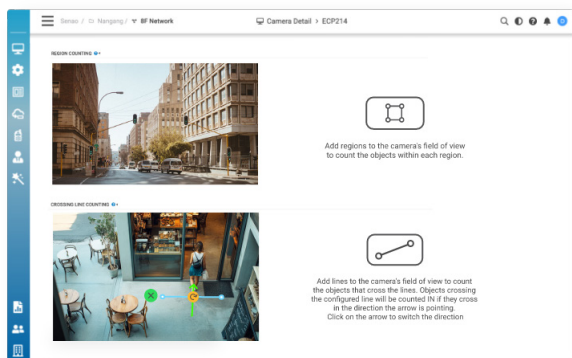 Senao / Nangang / 8F Network
Camera Detail > ECP214
REGION COUNTING
Add regions to the camera's field of view
to count the objects within each region.
CROSSING LINE COUNTING
Add lines to the camera's field of view to count
the objects that cross the lines. Objects crossing
the configured line will be counted IN if they cross
in the direction the arrow is pointing.
Click on the arrow to switch the direction